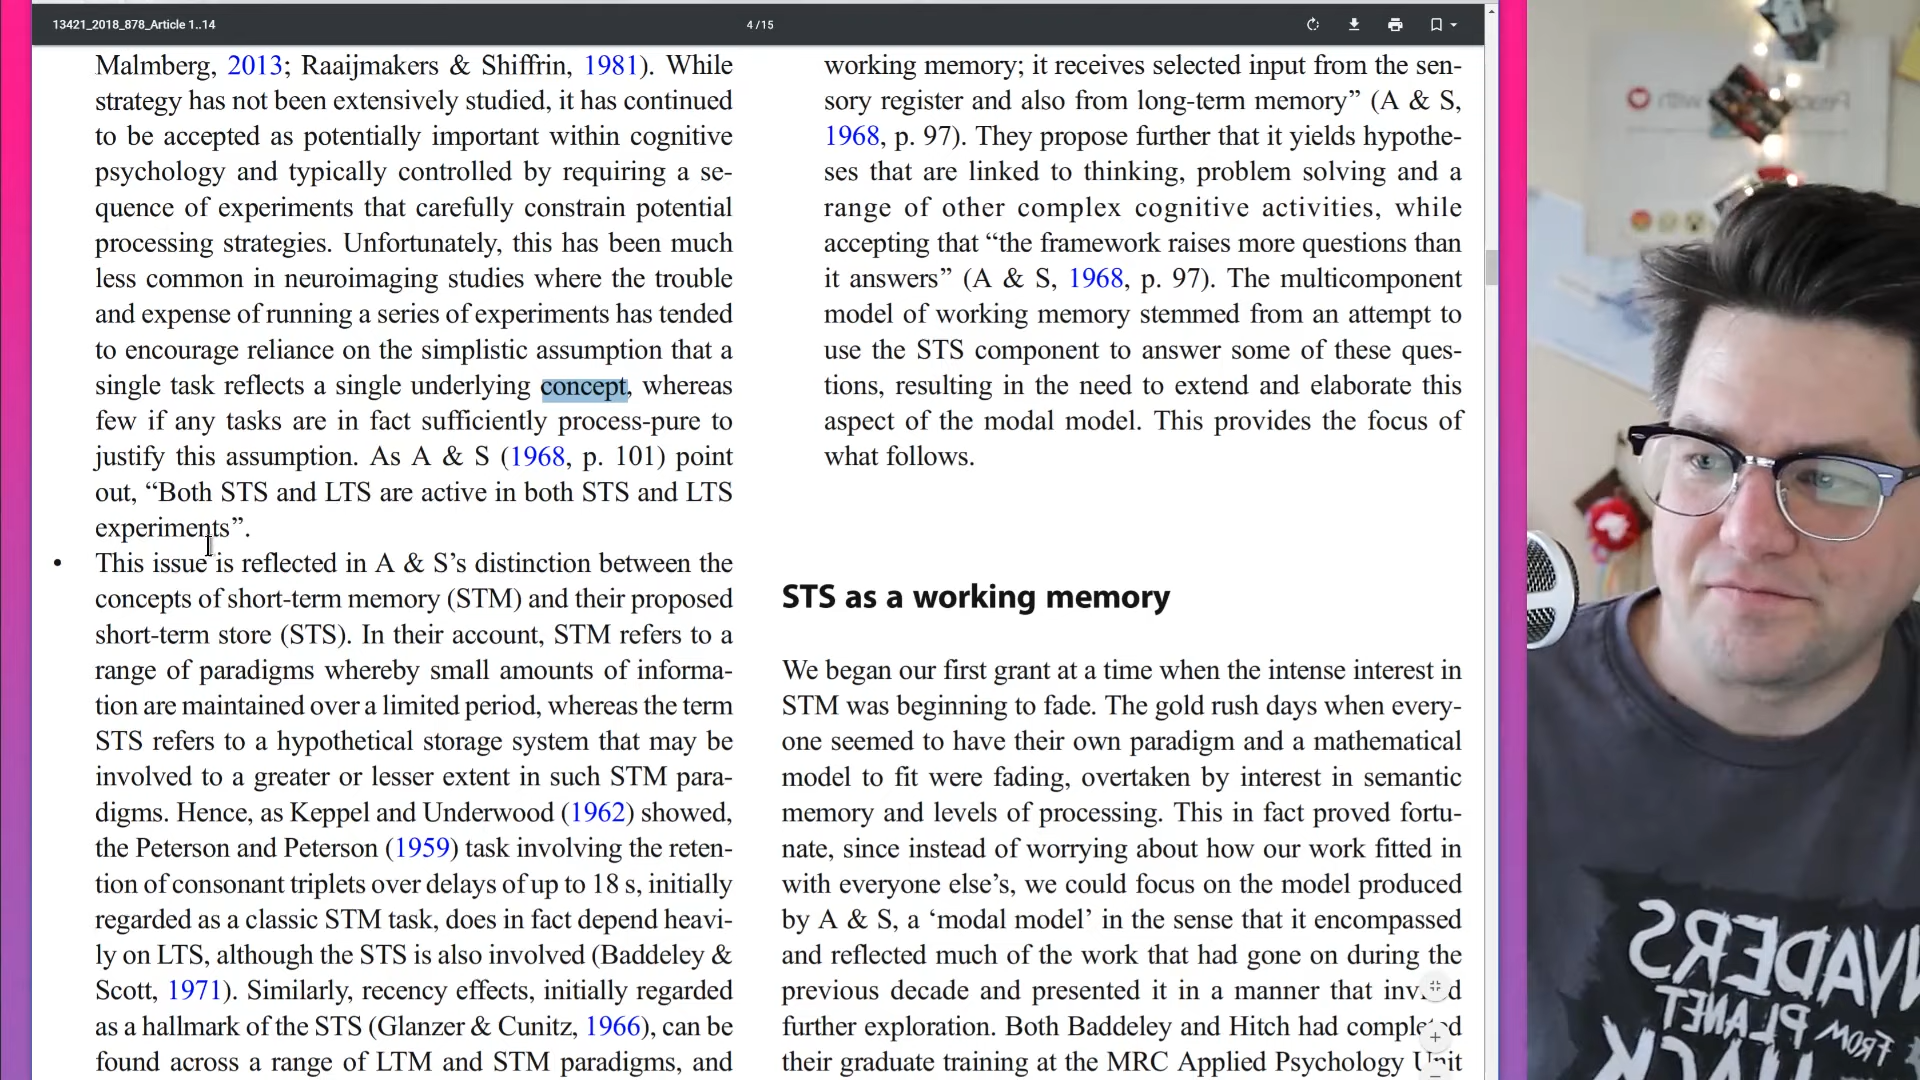 13421_2018_878_Article 1..14
4 / 15
Malmberg, 2013; Raaijmakers & Shiffrin, 1981). While
strategy has not been extensively studied, it has continued
to be accepted as potentially important within cognitive
psychology and typically controlled by requiring a se-
quence of experiments that carefully constrain potential
processing strategies. Unfortunately, this has been much
less common in neuroimaging studies where the trouble
and expense of running a series of experiments has tended
to encourage reliance on the simplistic assumption that a
single task reflects a single underlying concept, whereas
few if any tasks are in fact sufficiently process-pure to
justify this assumption. As A & S (1968, p. 101) point
out, “Both STS and LTS are active in both STS and LTS
experiments”.
• This issue is reflected in A & S’s distinction between the
concepts of short-term memory (STM) and their proposed
short-term store (STS). In their account, STM refers to a
range of paradigms whereby small amounts of informa-
tion are maintained over a limited period, whereas the term
STS refers to a hypothetical storage system that may be
involved to a greater or lesser extent in such STM para-
digms. Hence, as Keppel and Underwood (1962) showed,
the Peterson and Peterson (1959) task involving the reten-
tion of consonant triplets over delays of up to 18 s, initially
regarded as a classic STM task, does in fact depend heavi-
ly on LTS, although the STS is also involved (Baddeley &
Scott, 1971). Similarly, recency effects, initially regarded
as a hallmark of the STS (Glanzer & Cunitz, 1966), can be
found across a range of LTM and STM paradigms, and
working memory; it receives selected input from the sen-
sory register and also from long-term memory” (A & S,
1968, p. 97). They propose further that it yields hypothe-
ses that are linked to thinking, problem solving and a
range of other complex cognitive activities, while
accepting that “the framework raises more questions than
it answers” (A & S, 1968, p. 97). The multicomponent
model of working memory stemmed from an attempt to
use the STS component to answer some of these ques-
tions, resulting in the need to extend and elaborate this
aspect of the modal model. This provides the focus of
what follows.
STS as a working memory
We began our first grant at a time when the intense interest in
STM was beginning to fade. The gold rush days when every-
one seemed to have their own paradigm and a mathematical
model to fit were fading, overtaken by interest in semantic
memory and levels of processing. This in fact proved fortu-
nate, since instead of worrying about how our work fitted in
with everyone else’s, we could focus on the model produced
by A & S, a ‘modal model’ in the sense that it encompassed
and reflected much of the work that had gone on during the
previous decade and presented it in a manner that invited
further exploration. Both Baddeley and Hitch had completed
their graduate training at the MRC Applied Psychology Unit
with
VADERS
FROM PLANET
HACK